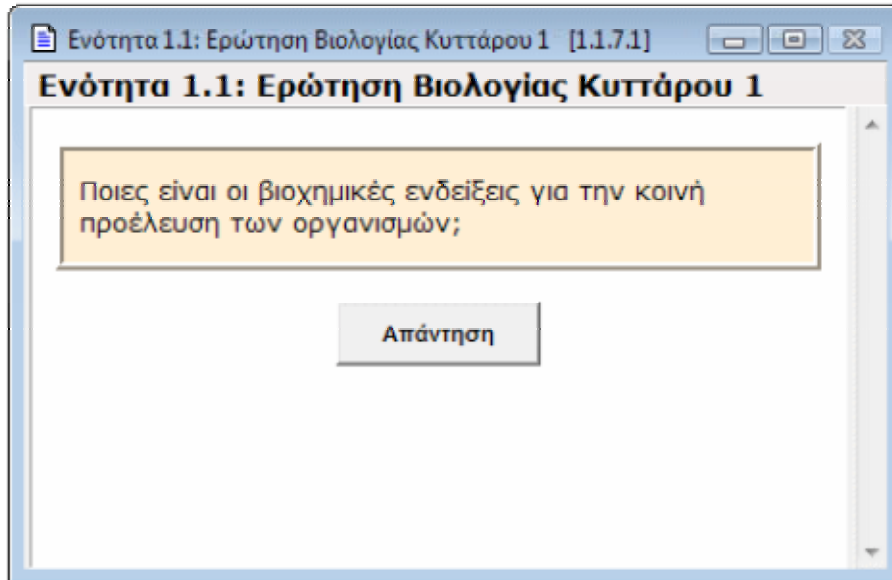 Ενότητα 1.1: Ερώτηση Βιολογίας Κυττάρου 1 [1.1.7.1]
Ενότητα 1.1: Ερώτηση Βιολογίας Κυττάρου 1
Ποιες είναι οι βιοχημικές ενδείξεις για την κοινή
προέλευση των οργανισμών;
Απάντηση